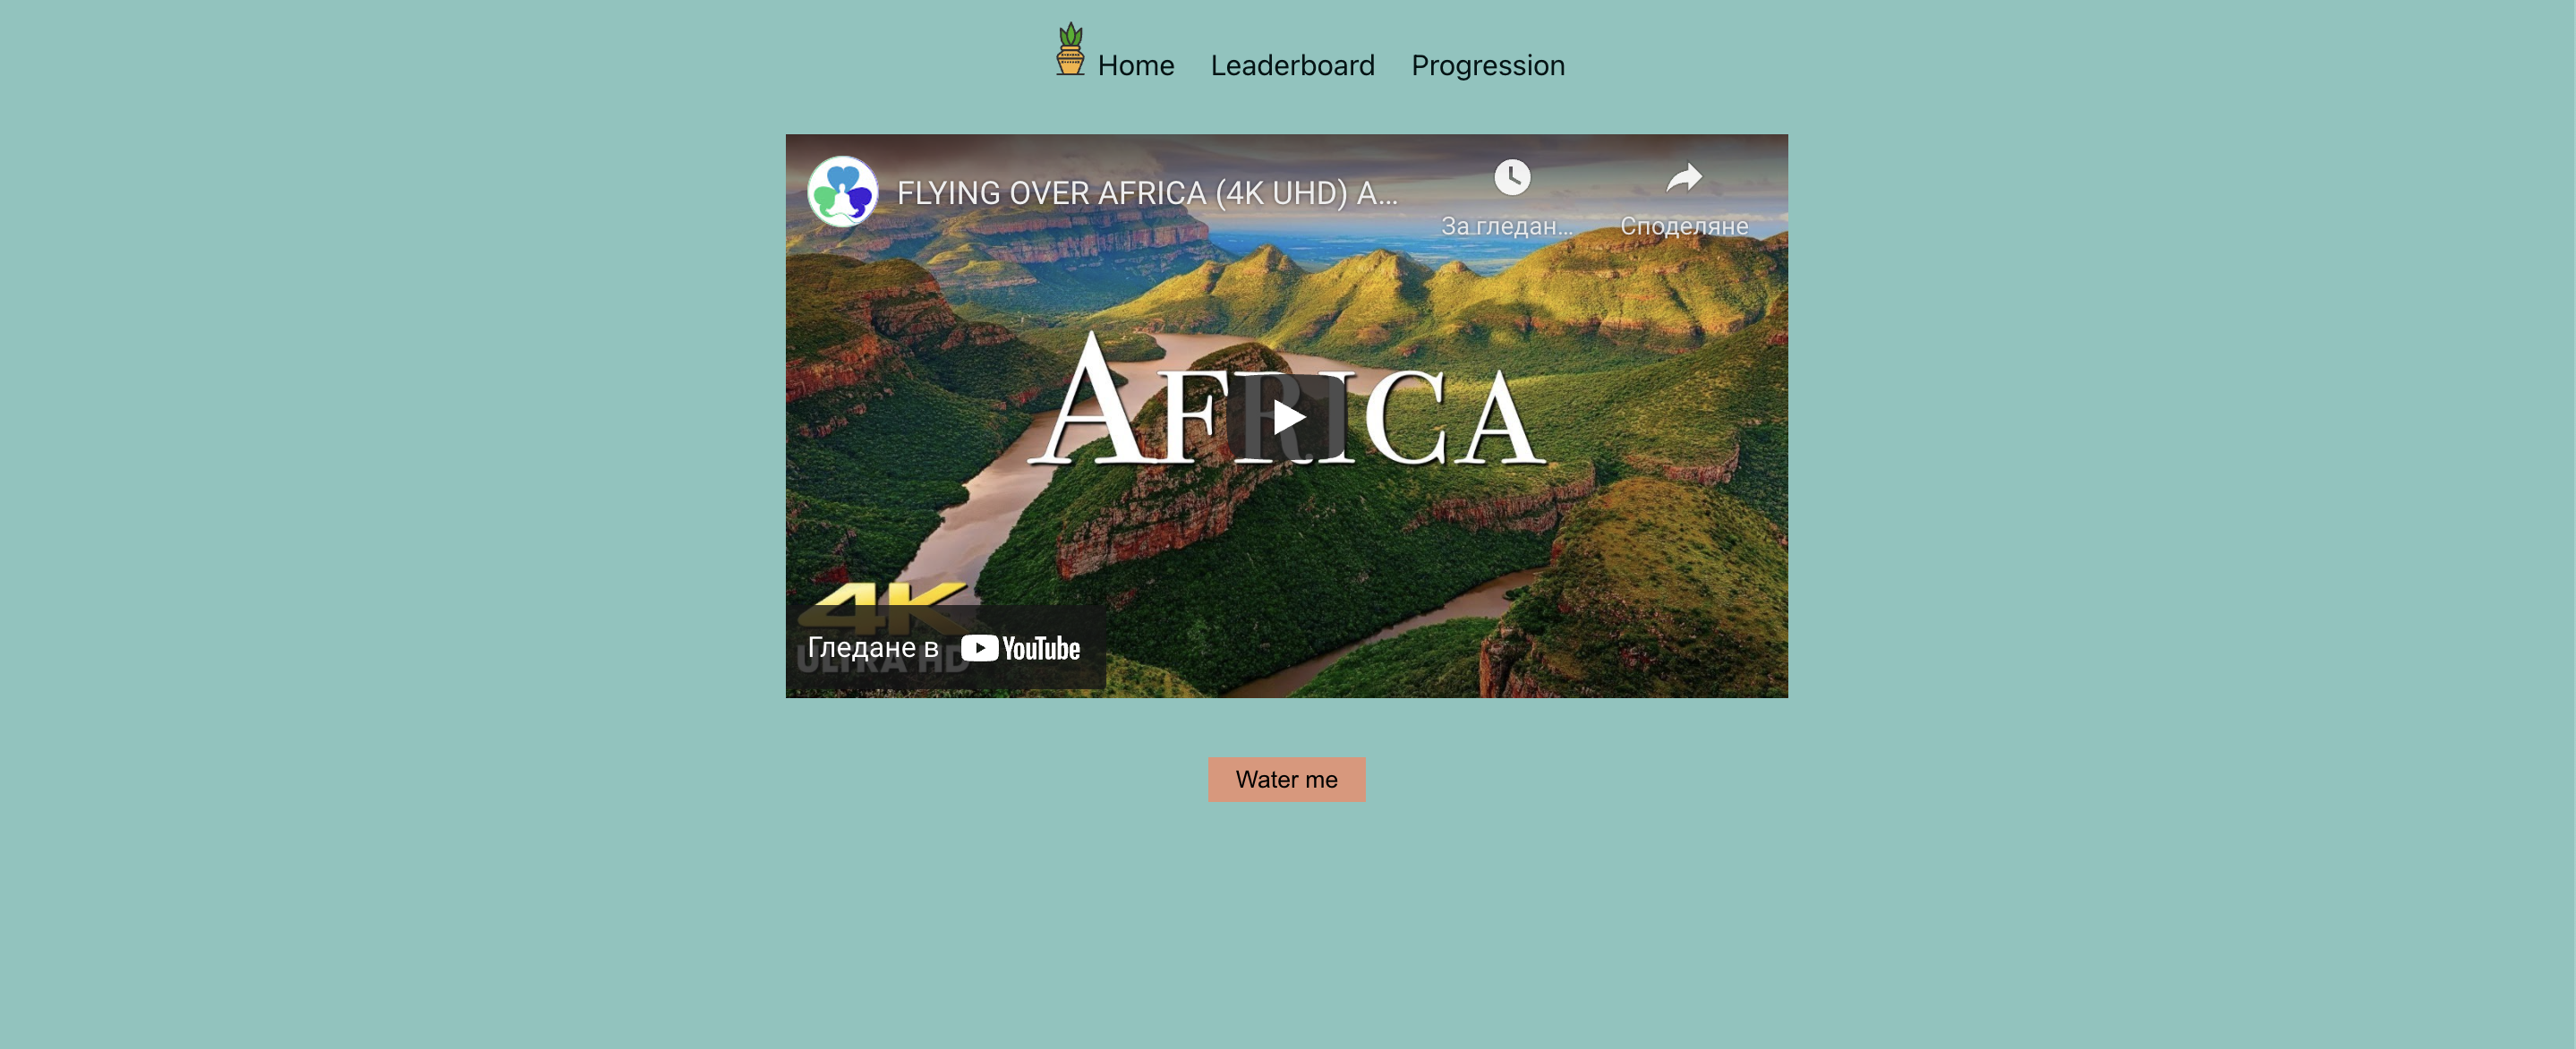 Home Leaderboard Progression
FLYING OVER AFRICA (4K UHD) A...
За гледан...
Споделяне
AFRICA
4K
ULTRA HD
Гледане в YouTube
Water me